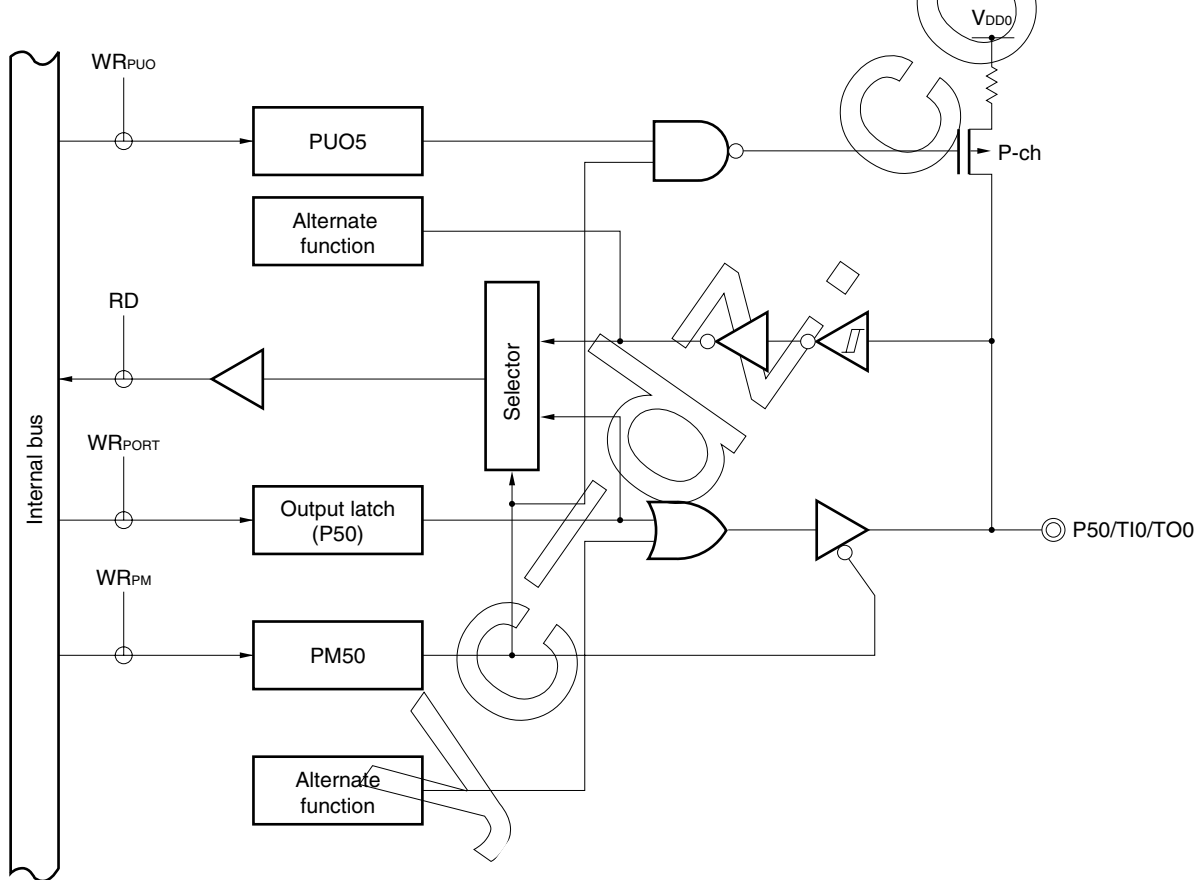 VDD0
WRPUO
PUO5
P-ch
Alternate
function
RD
Selector
Internal bus
WRPORT
Output latch
(P50)
P50/TI0/TO0
WRPM
PM50
Alternate
function